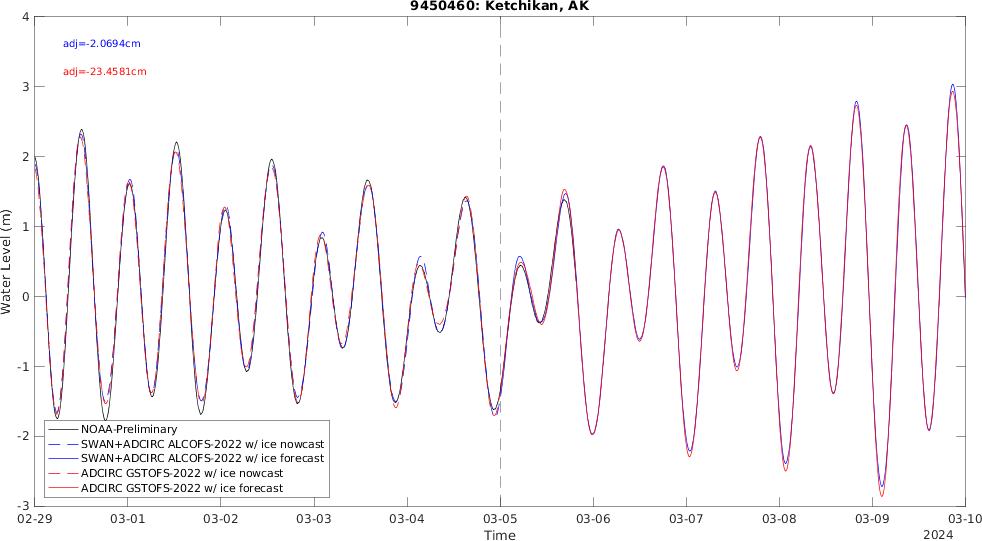 9450460: Ketchikan, AK
adj=-2.0694cm
adj=-23.4581cm
4
3
2
1
0
-1
-2
-3
Water Level (m)
NOAA-Preliminary
SWAN+ADCIRC ALCOFS-2022 w/ ice nowcast
SWAN+ADCIRC ALCOFS-2022 w/ ice forecast
ADCIRC GSTOFS-2022 w/ ice nowcast
ADCIRC GSTOFS-2022 w/ ice forecast
02-29 03-01 03-02 03-03 03-04 03-05 03-06 03-07 03-08 03-09 03-10
Time
2024